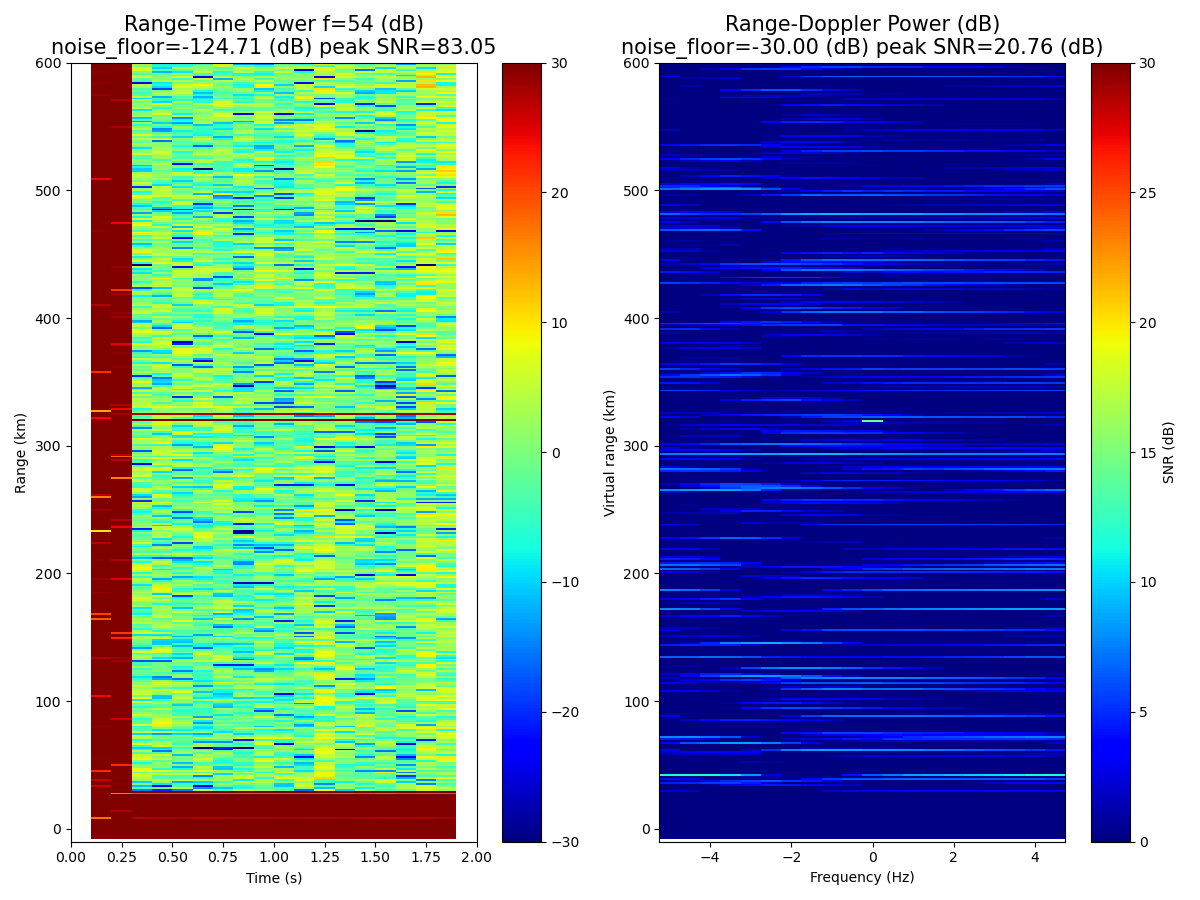 Range-Time Power f=54 (dB)
noise_floor=-124.71 (dB) peak SNR=83.05
Range (km)
600
500
400
300
200
100
0
0.00 0.25 0.50 0.75 1.00 1.25 1.50 1.75 2.00
Time (s)
30
20
10
0
−10
−20
−30
Range-Doppler Power (dB)
noise_floor=-30.00 (dB) peak SNR=20.76 (dB)
Virtual range (km)
600
500
400
300
200
100
0
−4 −2 0 2 4
Frequency (Hz)
30
25
20
15
10
5
0
SNR (dB)